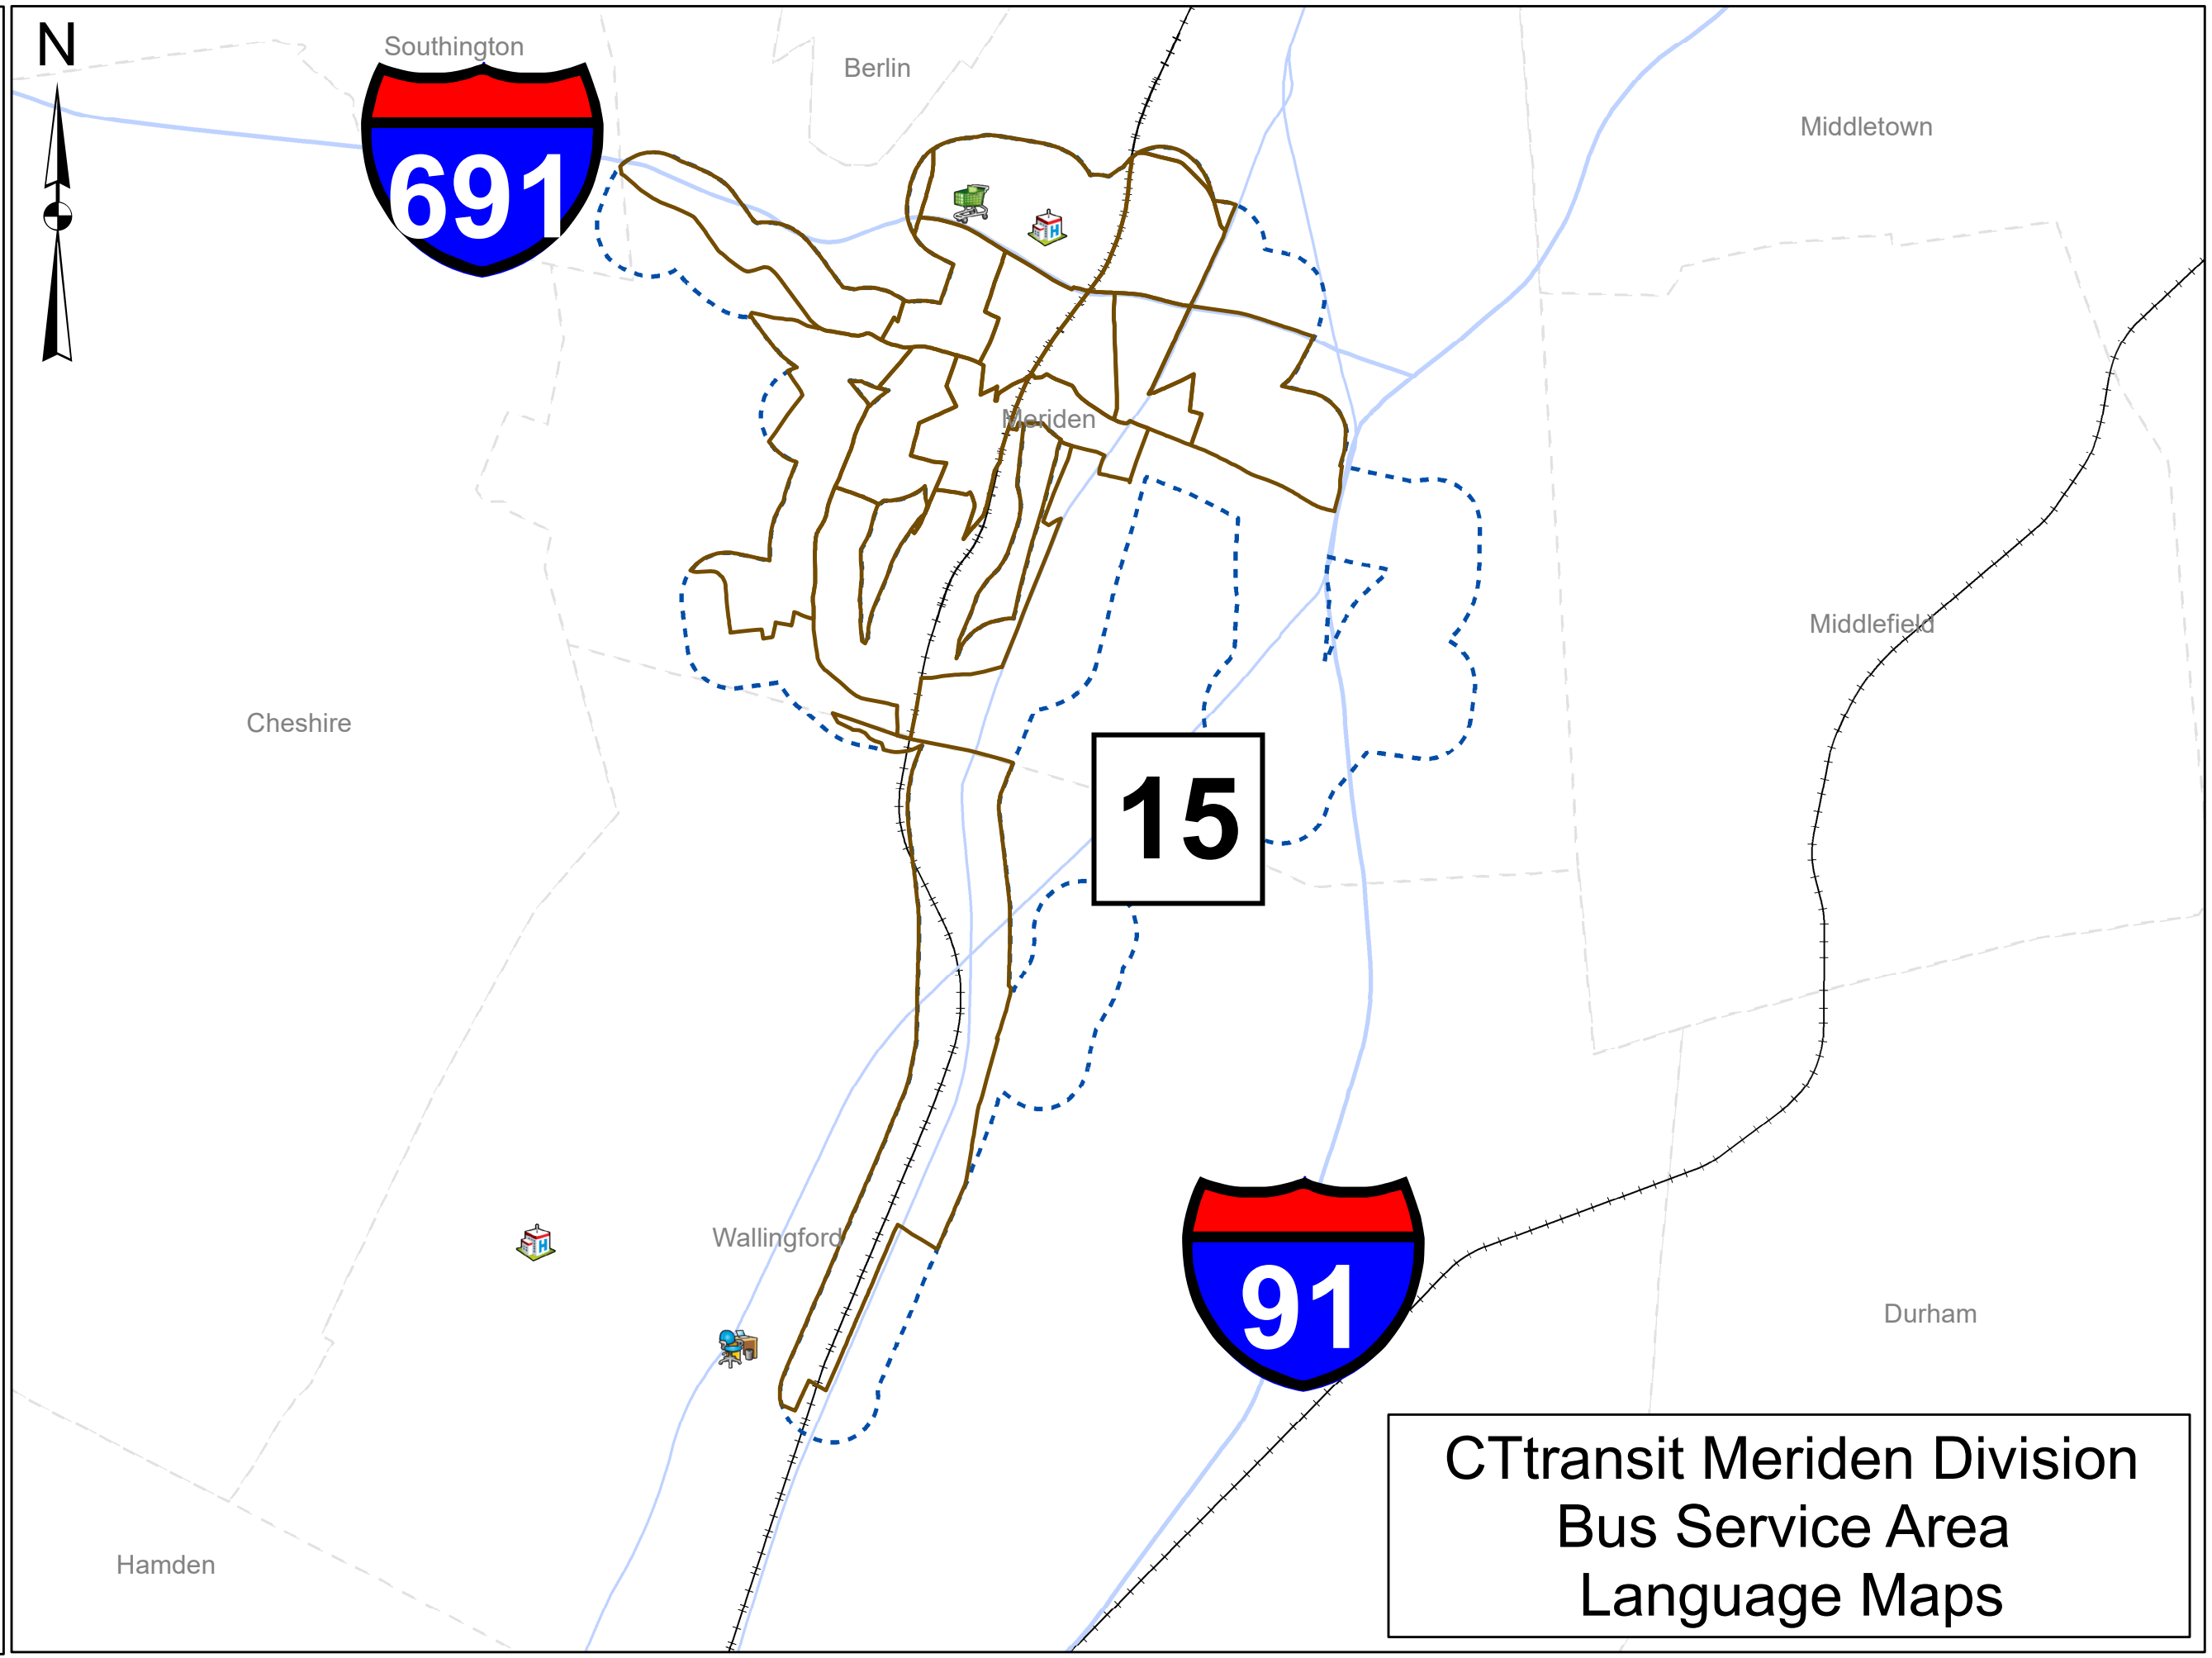 N
Southington
Berlin
Middletown
691
H
Meriden
Middlefield
Cheshire
15
H
Wallingford
91
Durham
Hamden
CTtransit Meriden Division
Bus Service Area
Language Maps